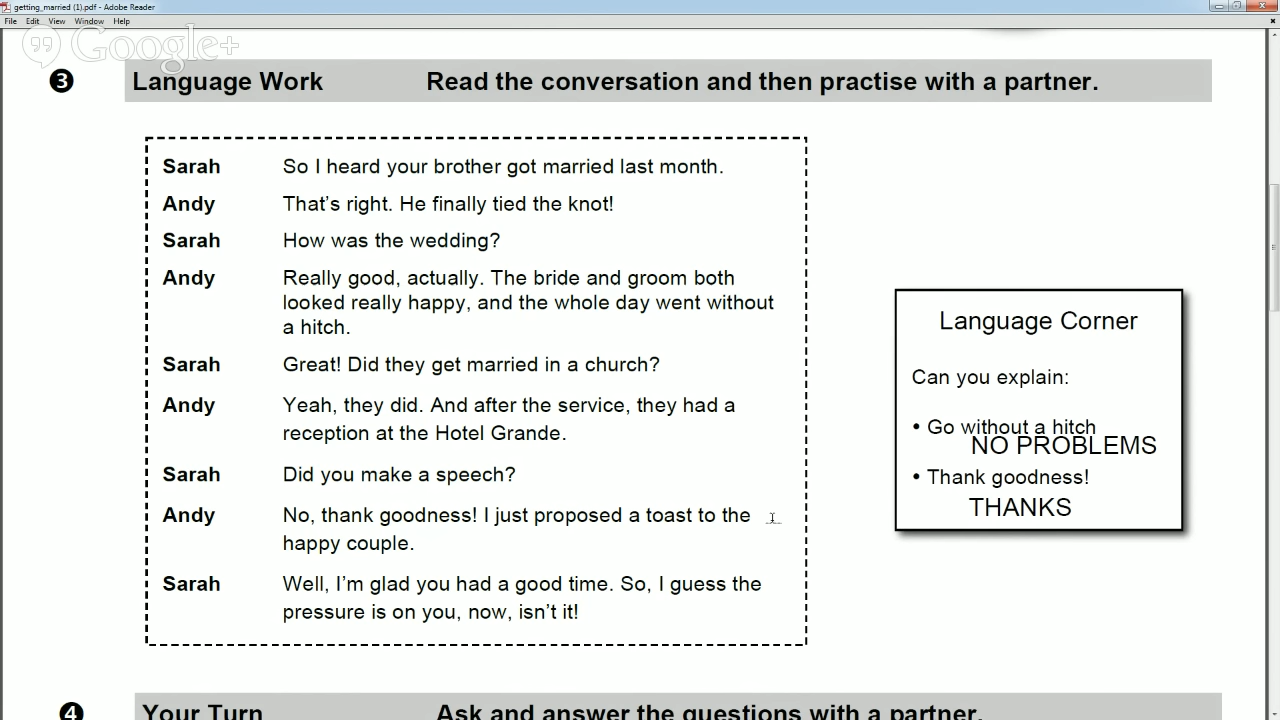 getting_married (1).pdf - Adobe Reader
File Edit View Window Help
Google+
3 Language Work Read the conversation and then practise with a partner.
Sarah So I heard your brother got married last month.
Andy That’s right. He finally tied the knot!
Sarah How was the wedding?
Andy Really good, actually. The bride and groom both
looked really happy, and the whole day went without
a hitch.
Sarah Great! Did they get married in a church?
Andy Yeah, they did. And after the service, they had a
reception at the Hotel Grande.
Sarah Did you make a speech?
Andy No, thank goodness! I just proposed a toast to the
happy couple.
Sarah Well, I’m glad you had a good time. So, I guess the
pressure is on you, now, isn’t it!
Language Corner
Can you explain:
• Go without a hitch
NO PROBLEMS
• Thank goodness!
THANKS
4 Your Turn Ask and answer the questions with a partner.